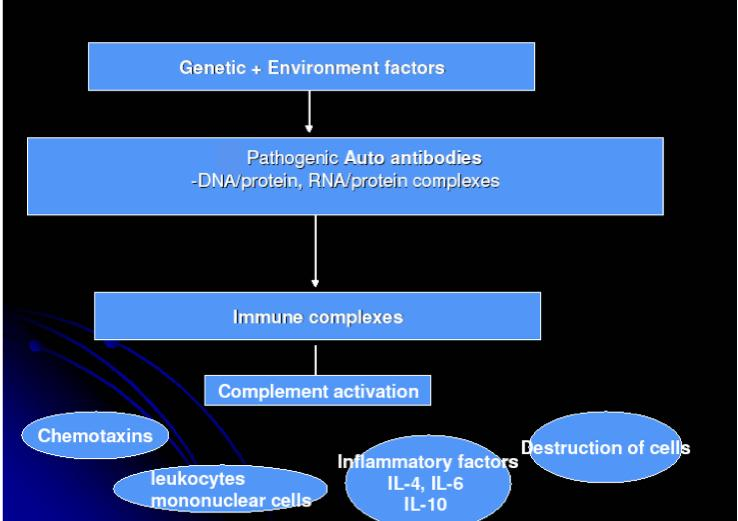 Genetic + Environment factors
Pathogenic Auto antibodies
-DNA/protein, RNA/protein complexes
Immune complexes
Complement activation
Chemotaxins
leukocytes
mononuclear cells
Inflammatory factors
IL-4, IL-6
IL-10
Destruction of cells